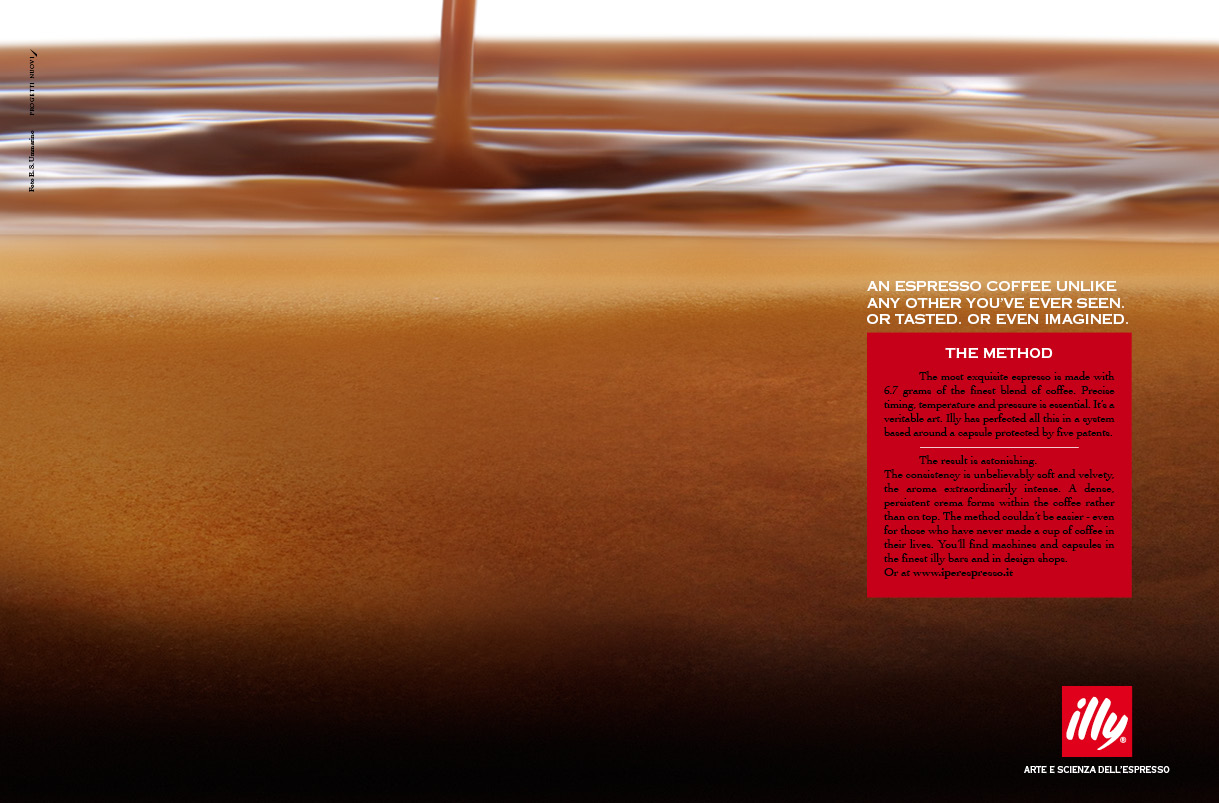 Foto E. S. Unmarino PROGETTI NUOVI
AN ESPRESSO COFFEE UNLIKE
ANY OTHER YOU'VE EVER SEEN.
OR TASTED. OR EVEN IMAGINED.
THE METHOD
The most exquisite espresso is made with
6.7 grams of the finest blend of coffee. Precise
timing, temperature and pressure is essential. It's a
veritable art. Illy has perfected all this in a system
based around a capsule protected by five patents.
The result is astonishing.
The consistency is unbelievably soft and velvety,
the aroma extraordinarily intense. A dense,
persistent crema forms within the coffee rather
than on top. The method couldn't be easier - even
for those who have never made a cup of coffee in
their lives. You'll find machines and capsules in
the finest illy bars and in design shops.
Or at www.iperespresso.it
illy®
ARTE E SCIENZA DELL'ESPRESSO